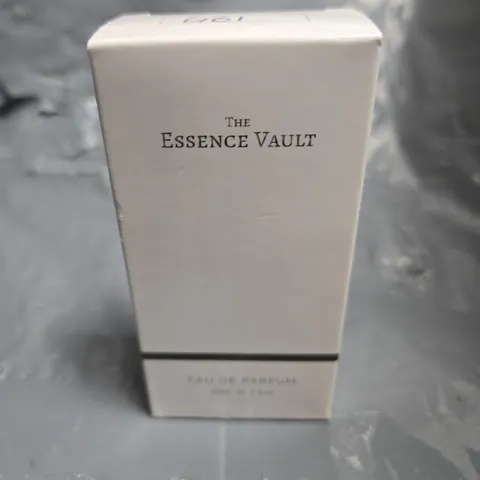 The
Essence Vault
EAU DE PARFUM